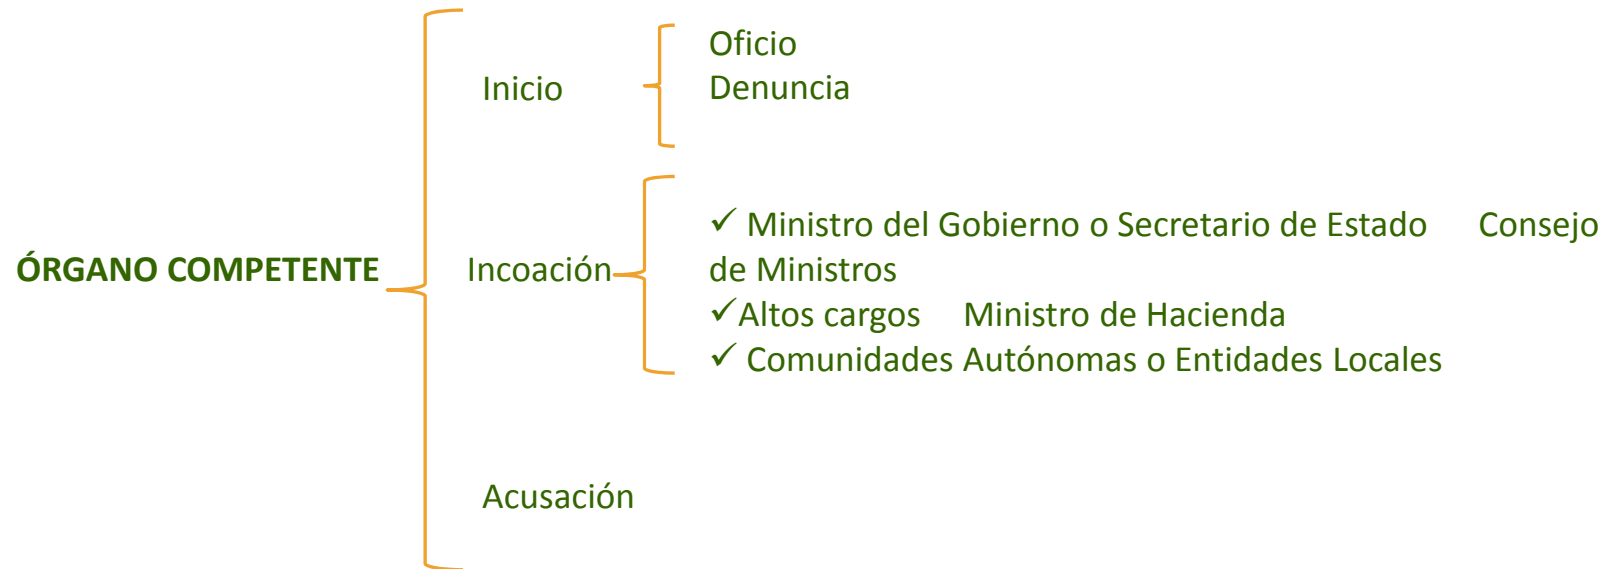 Oficio
Inicio
Denuncia
✓ Ministro del Gobierno o Secretario de Estado Consejo
ÓRGANO COMPETENTE
Incoación
de Ministros
✓Altos cargos Ministro de Hacienda
✓ Comunidades Autónomas o Entidades Locales
Acusación